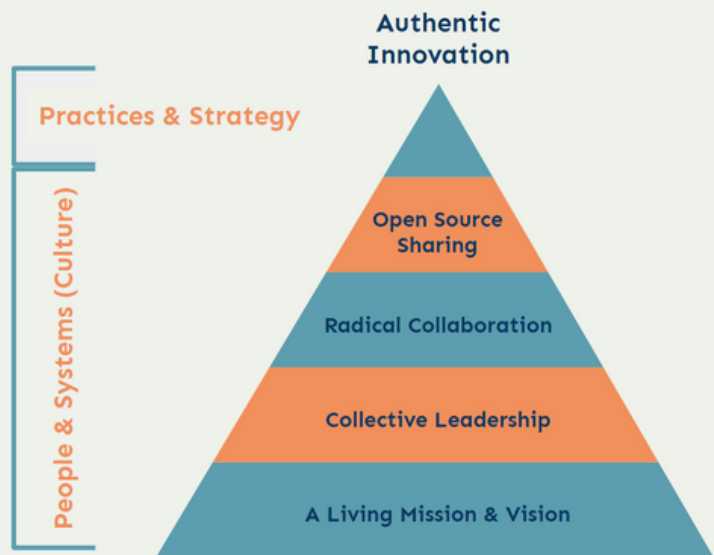 Authentic
Innovation
Practices & Strategy
People & Systems (Culture)
Open Source
Sharing
Radical Collaboration
Collective Leadership
A Living Mission & Vision